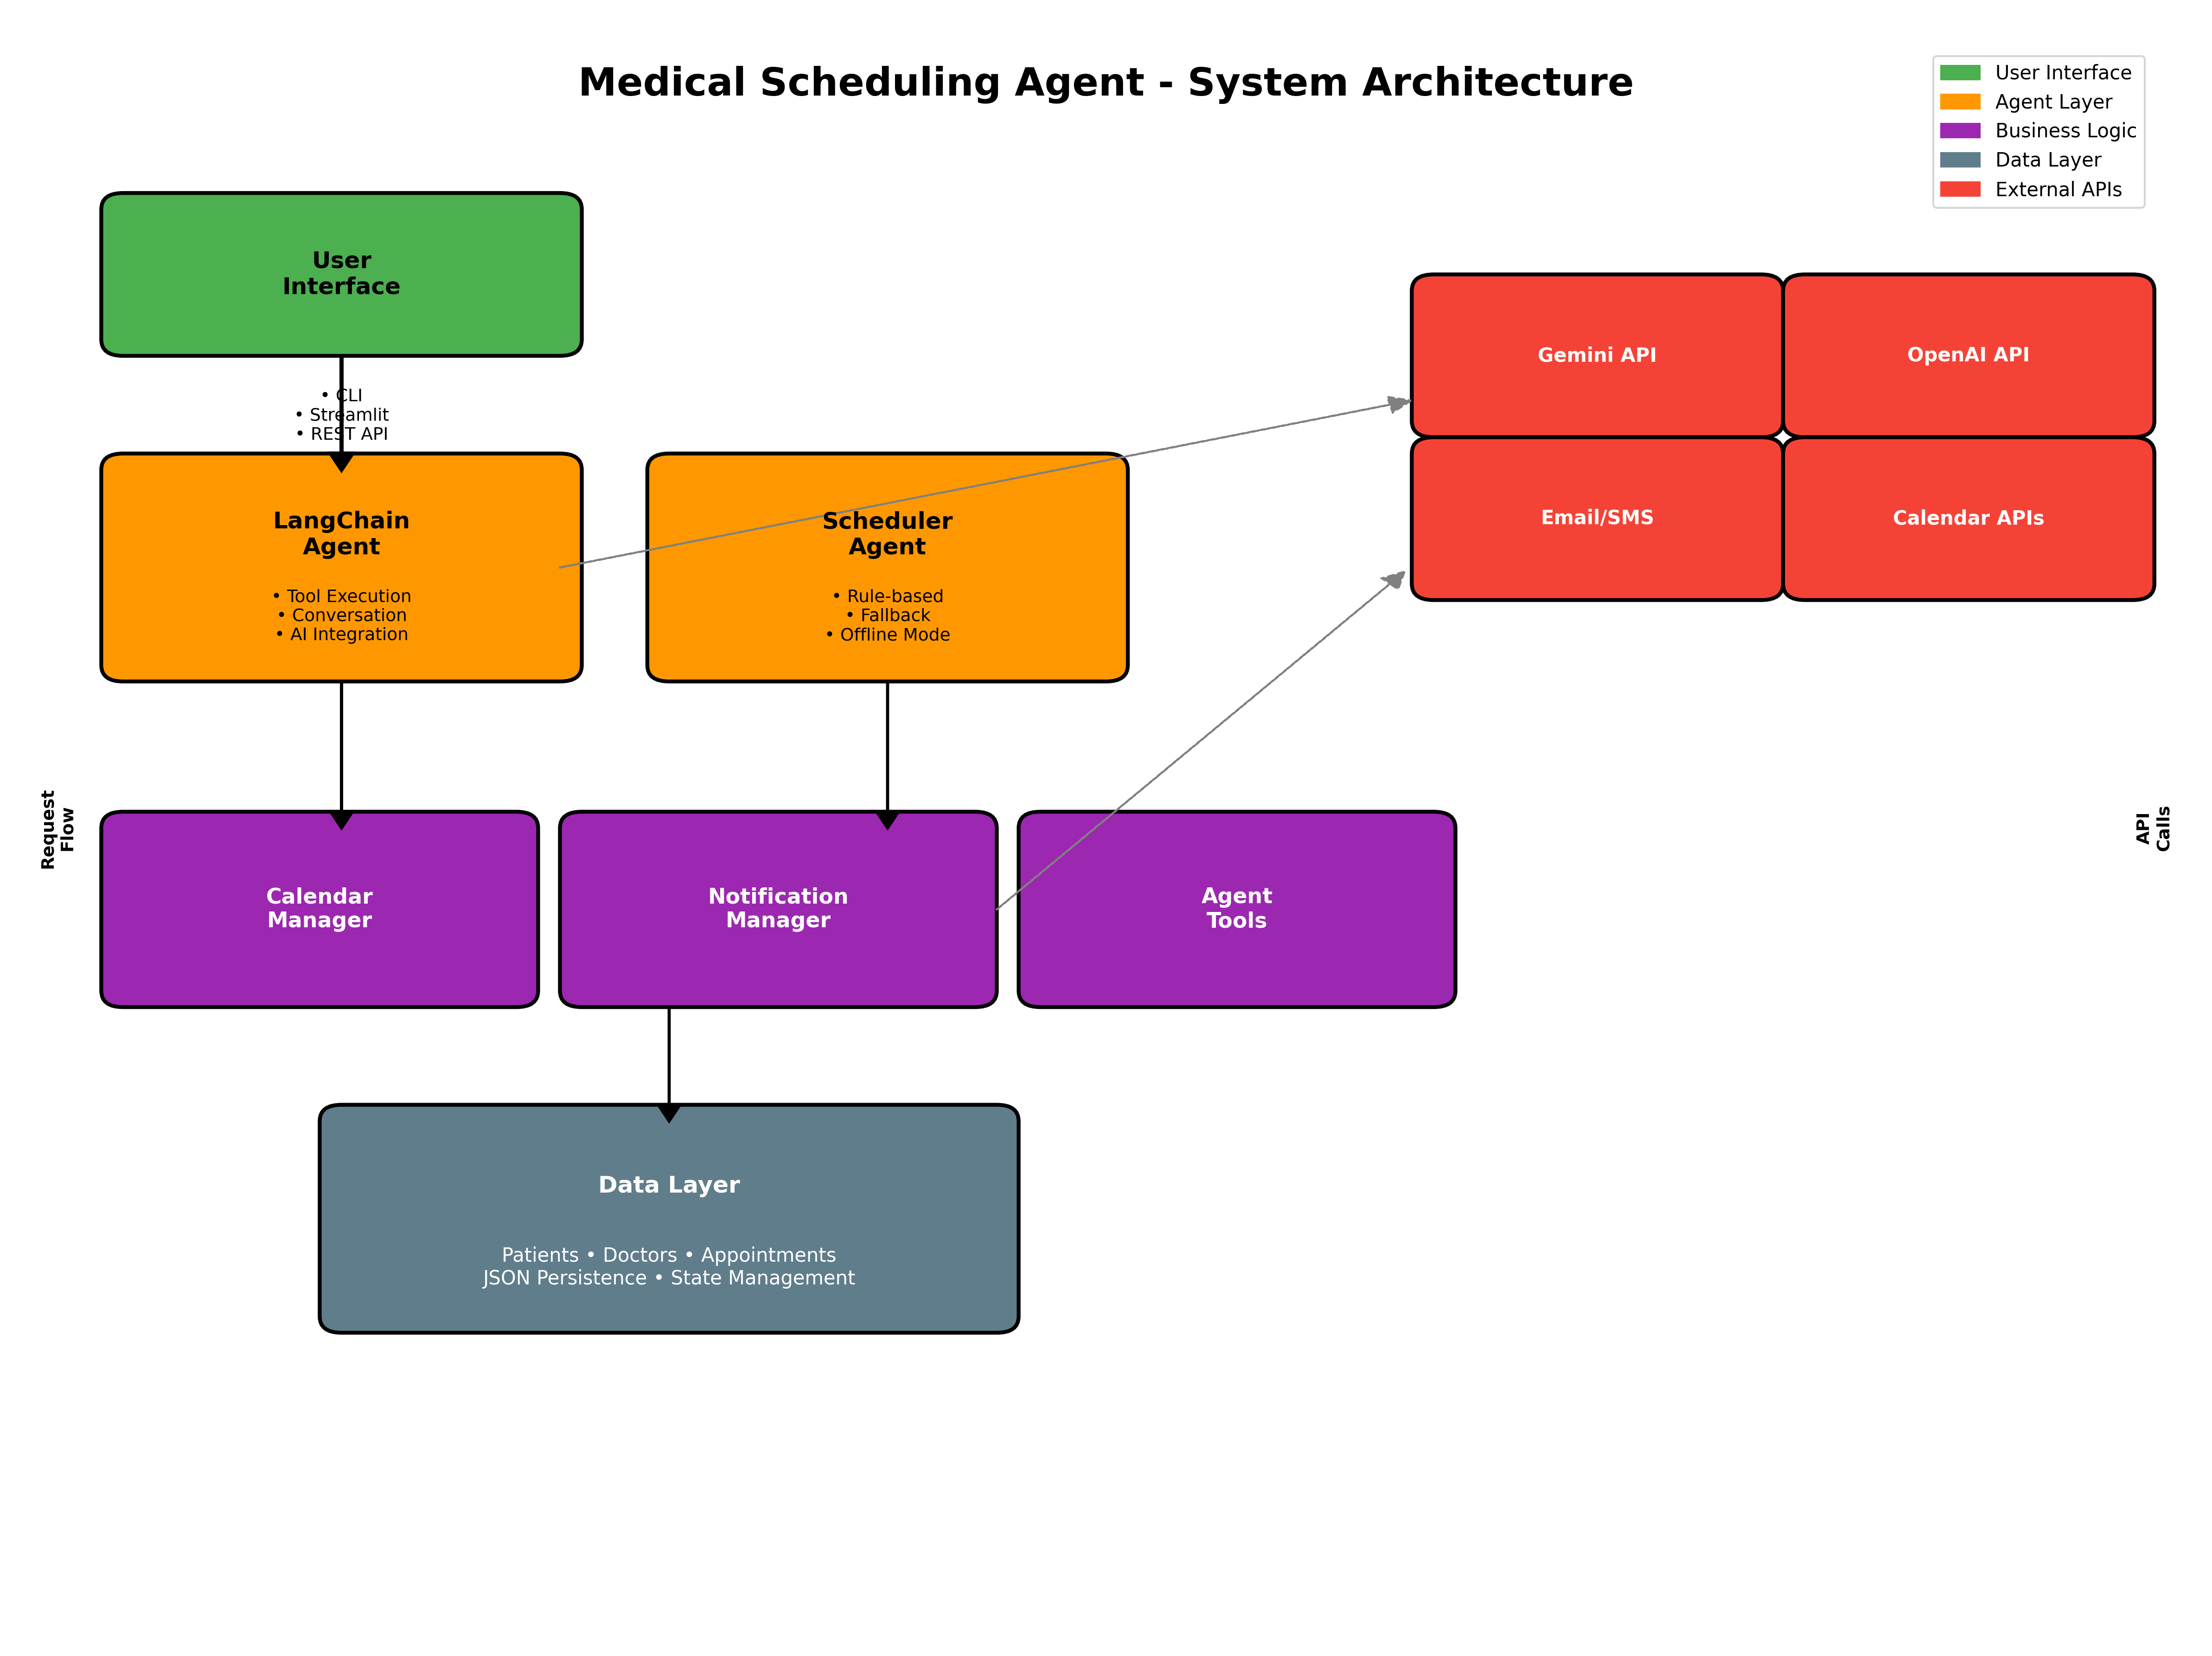 Medical Scheduling Agent - System Architecture
User Interface
Agent Layer
Business Logic
Data Layer
External APIs
User
Interface
• CLI
• Streamlit
• REST API
Gemini API
OpenAI API
Email/SMS
Calendar APIs
LangChain
Agent
• Tool Execution
• Conversation
• AI Integration
Scheduler
Agent
• Rule-based
• Fallback
• Offline Mode
Request
Flow
API
Calls
Calendar
Manager
Notification
Manager
Agent
Tools
Data Layer
Patients • Doctors • Appointments
JSON Persistence • State Management